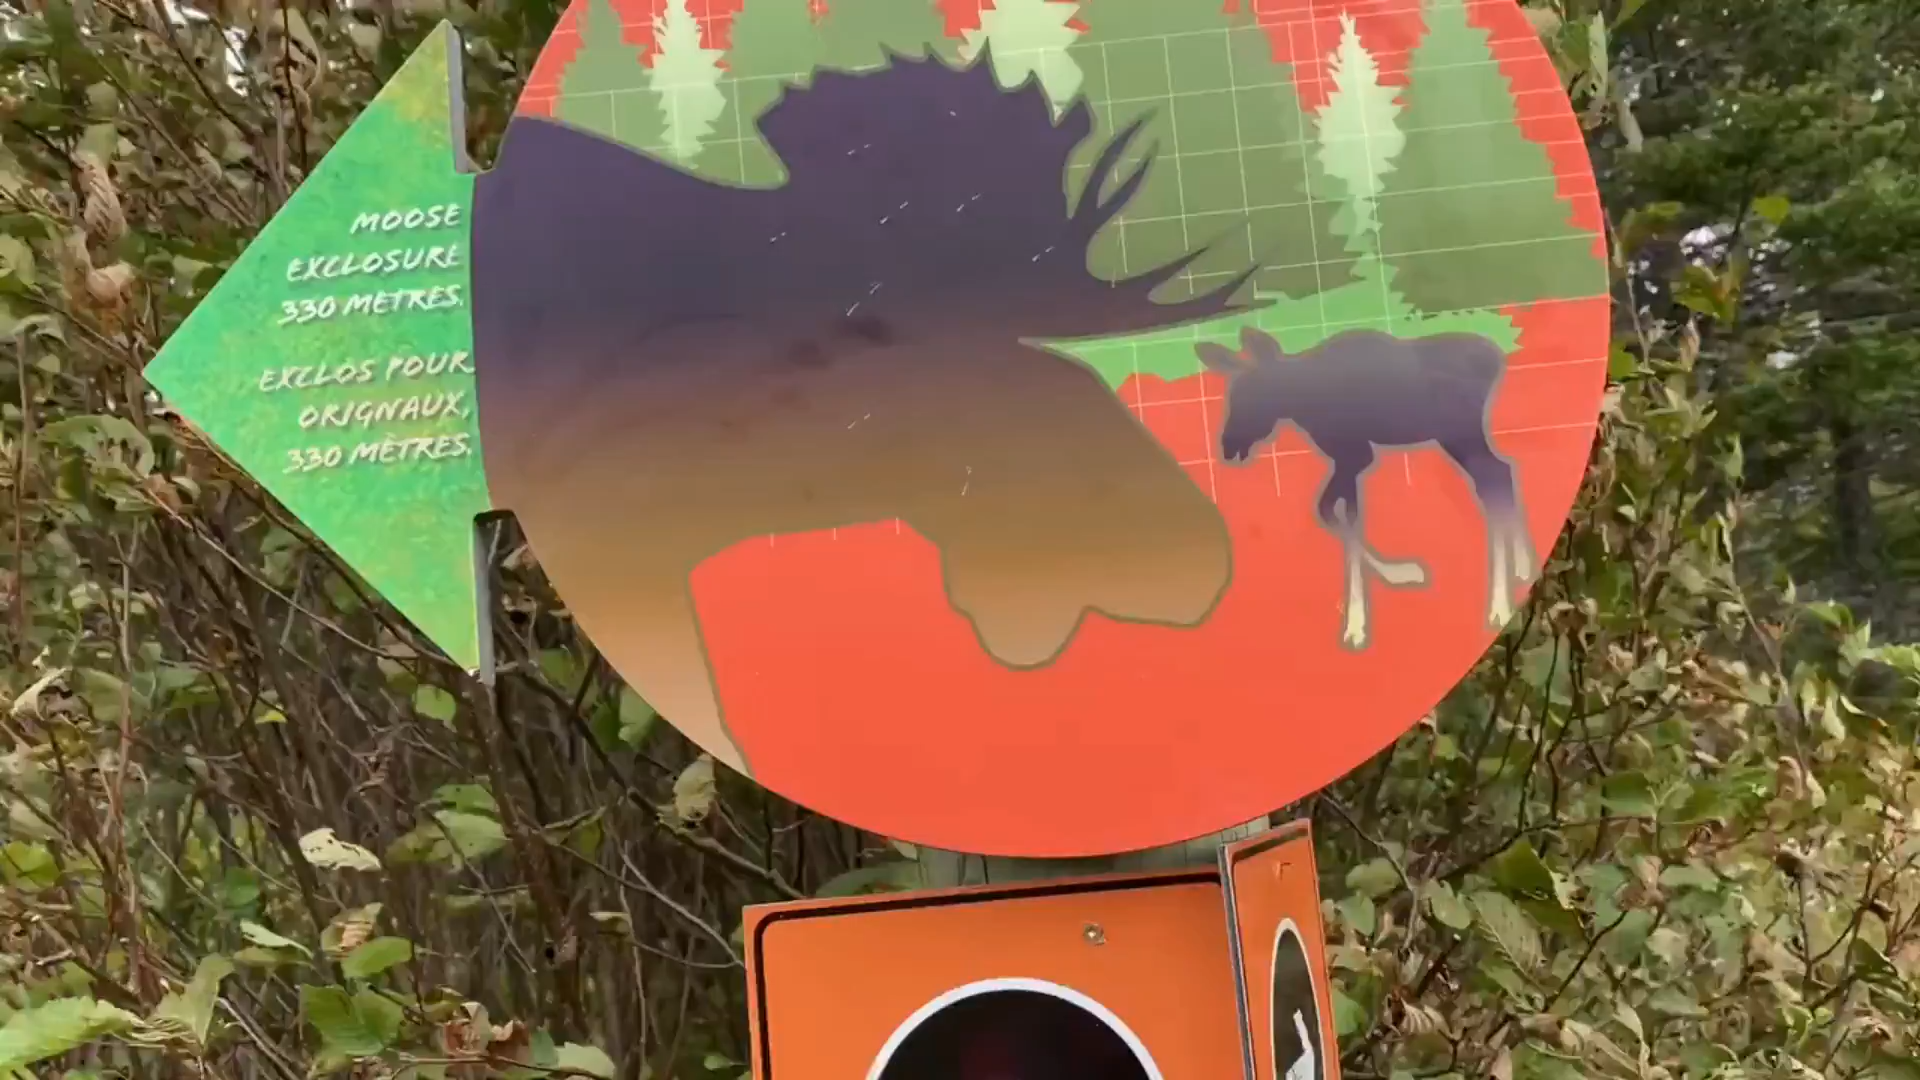 MOOSE
EXCLOSURE
330 METRES.
EXCLOS POUR
ORIGNAUX,
330 MÈTRES.